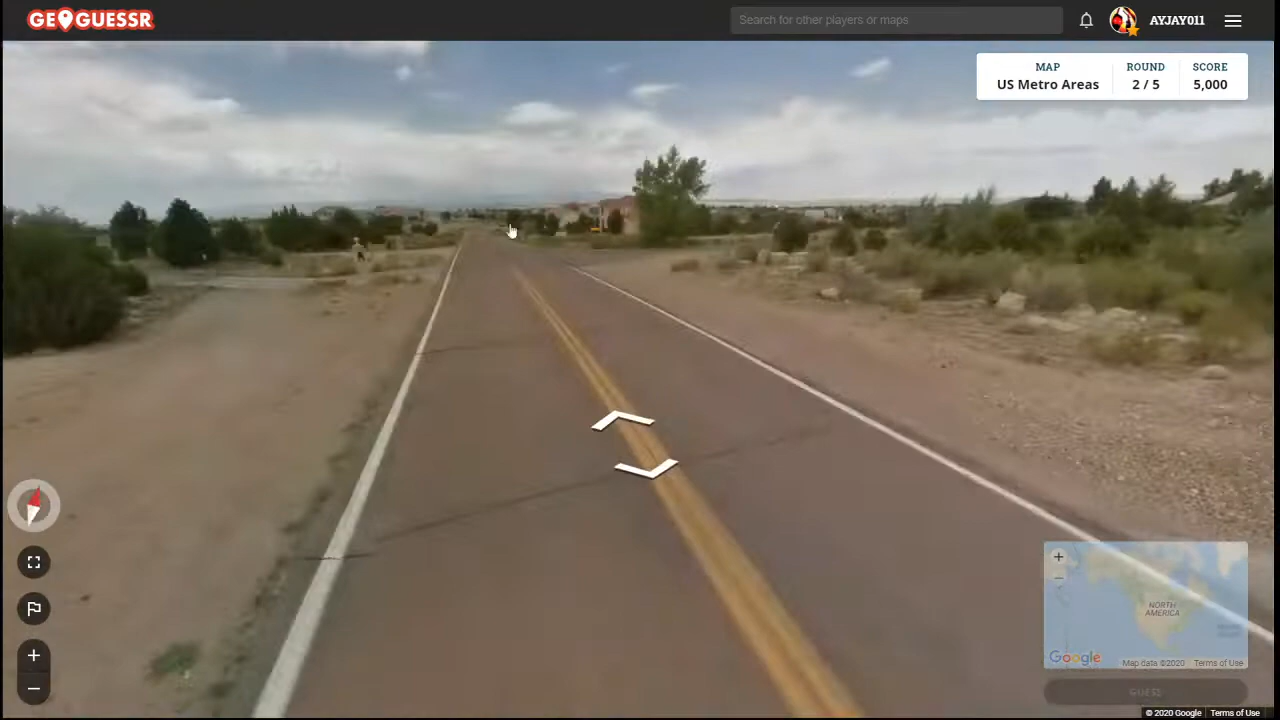 GEOGUESSR
Search for other players or maps
AYJAY011
MAP
US Metro Areas
ROUND
2 / 5
SCORE
5,000
+
−
+
−
NORTH
AMERICA
Google
Map data ©2020
Terms of Use
GUESS
© 2020 Google
Terms of Use